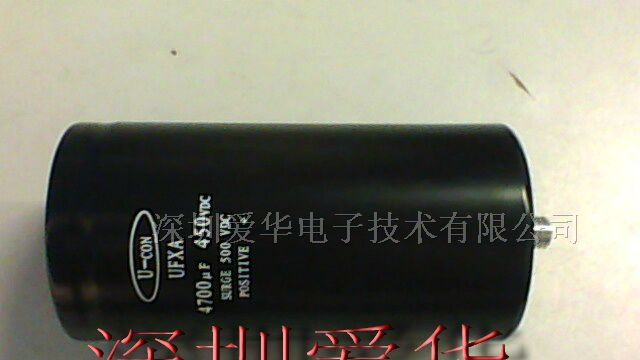 U-CON
UFXA
4700µF 450VDC
SURGE 500 VDC
POSITIVE +
深圳爱华电子技术有限公司
深圳爱华